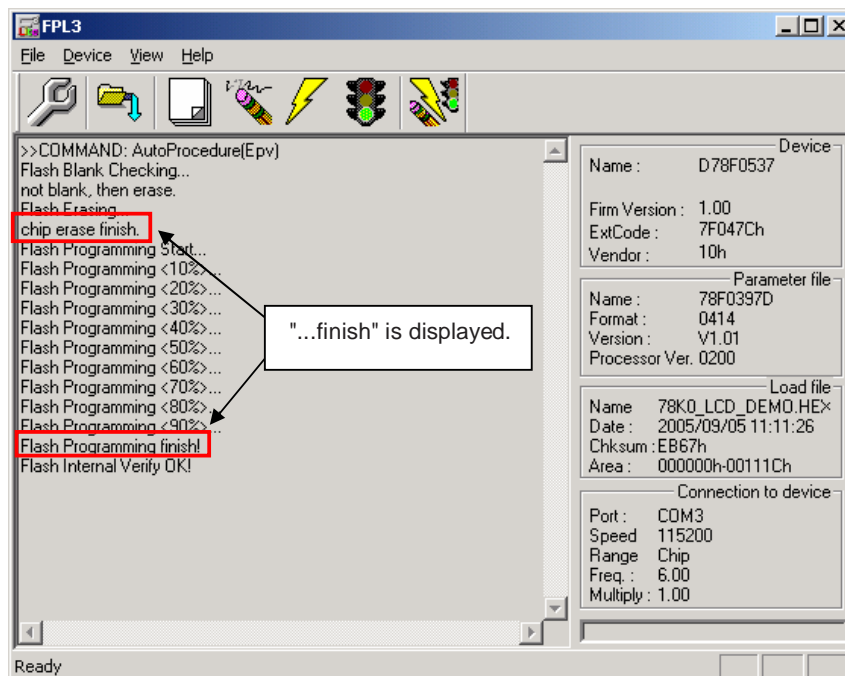 FPL3
File Device View Help
>>COMMAND: AutoProcedure(Epv)
Flash Blank Checking...
not blank, then erase.
Flash Erasing...
chip erase finish.
Flash Programming Start...
Flash Programming <10%>...
Flash Programming <20%>...
Flash Programming <30%>...
Flash Programming <40%>...
Flash Programming <50%>...
Flash Programming <60%>...
Flash Programming <70%>...
Flash Programming <80%>...
Flash Programming <90%>...
Flash Programming finish!
Flash Internal Verify OK!
"...finish" is displayed.
Device
Name : D78F0537
Firm Version : 1.00
ExtCode : 7F047Ch
Vendor : 10h
Parameter file
Name : 78F0397D
Format : 0414
Version : V1.01
Processor Ver. 0200
Load file
Name 78K0_LCD_DEMO.HEX
Date : 2005/09/05 11:11:26
Chksum : EB67h
Area : 000000h-00111Ch
Connection to device
Port : COM3
Speed 115200
Range Chip
Freq. : 6.00
Multiply : 1.00
Ready